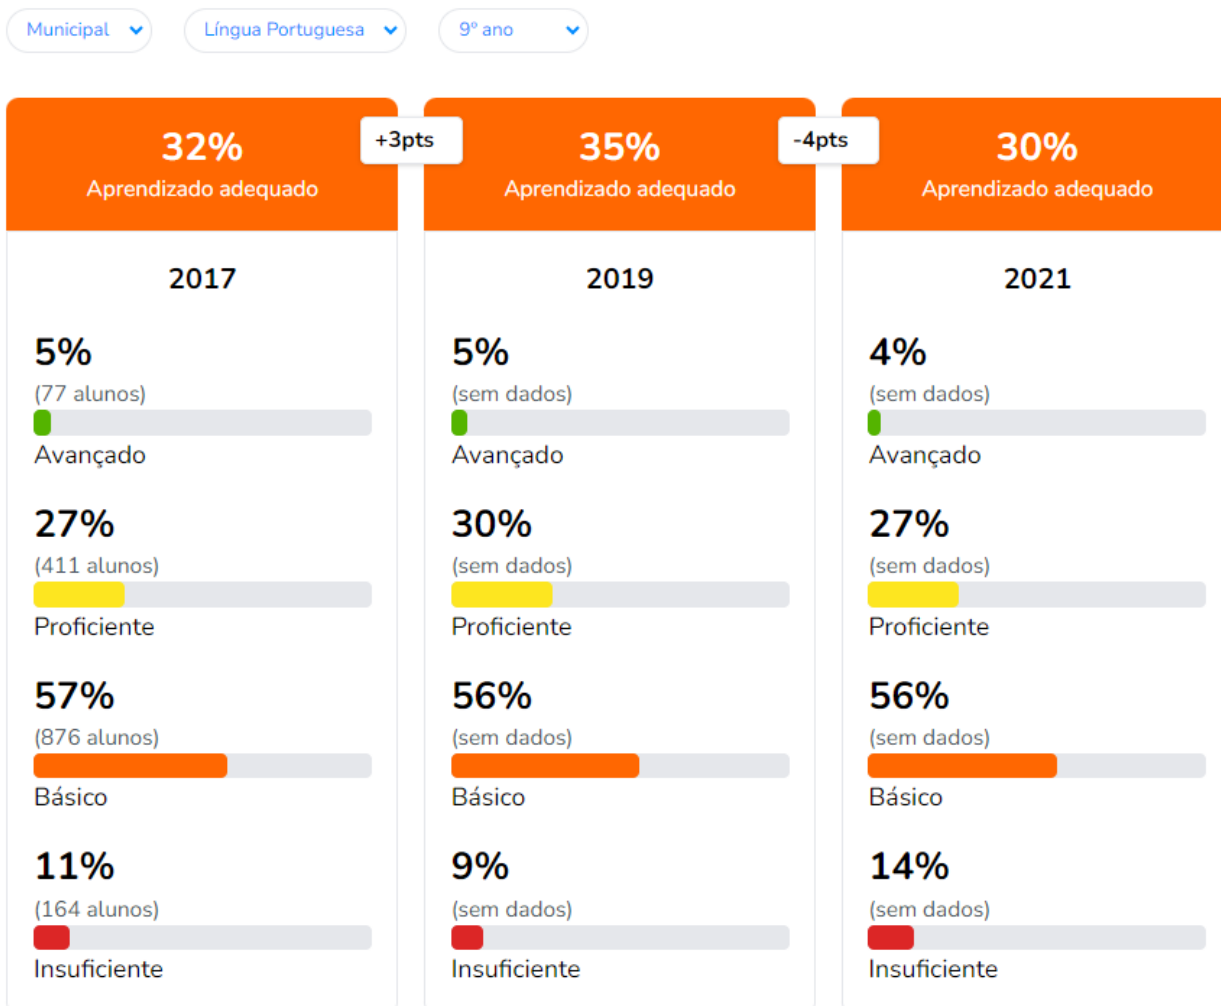 Municipal
Língua Portuguesa
9º ano
32%
Aprendizado adequado
+3pts
35%
Aprendizado adequado
-4pts
30%
Aprendizado adequado
2017
5%
(77 alunos)
Avançado
27%
(411 alunos)
Proficiente
57%
(876 alunos)
Básico
11%
(164 alunos)
Insuficiente
2019
5%
(sem dados)
Avançado
30%
(sem dados)
Proficiente
56%
(sem dados)
Básico
9%
(sem dados)
Insuficiente
2021
4%
(sem dados)
Avançado
27%
(sem dados)
Proficiente
56%
(sem dados)
Básico
14%
(sem dados)
Insuficiente